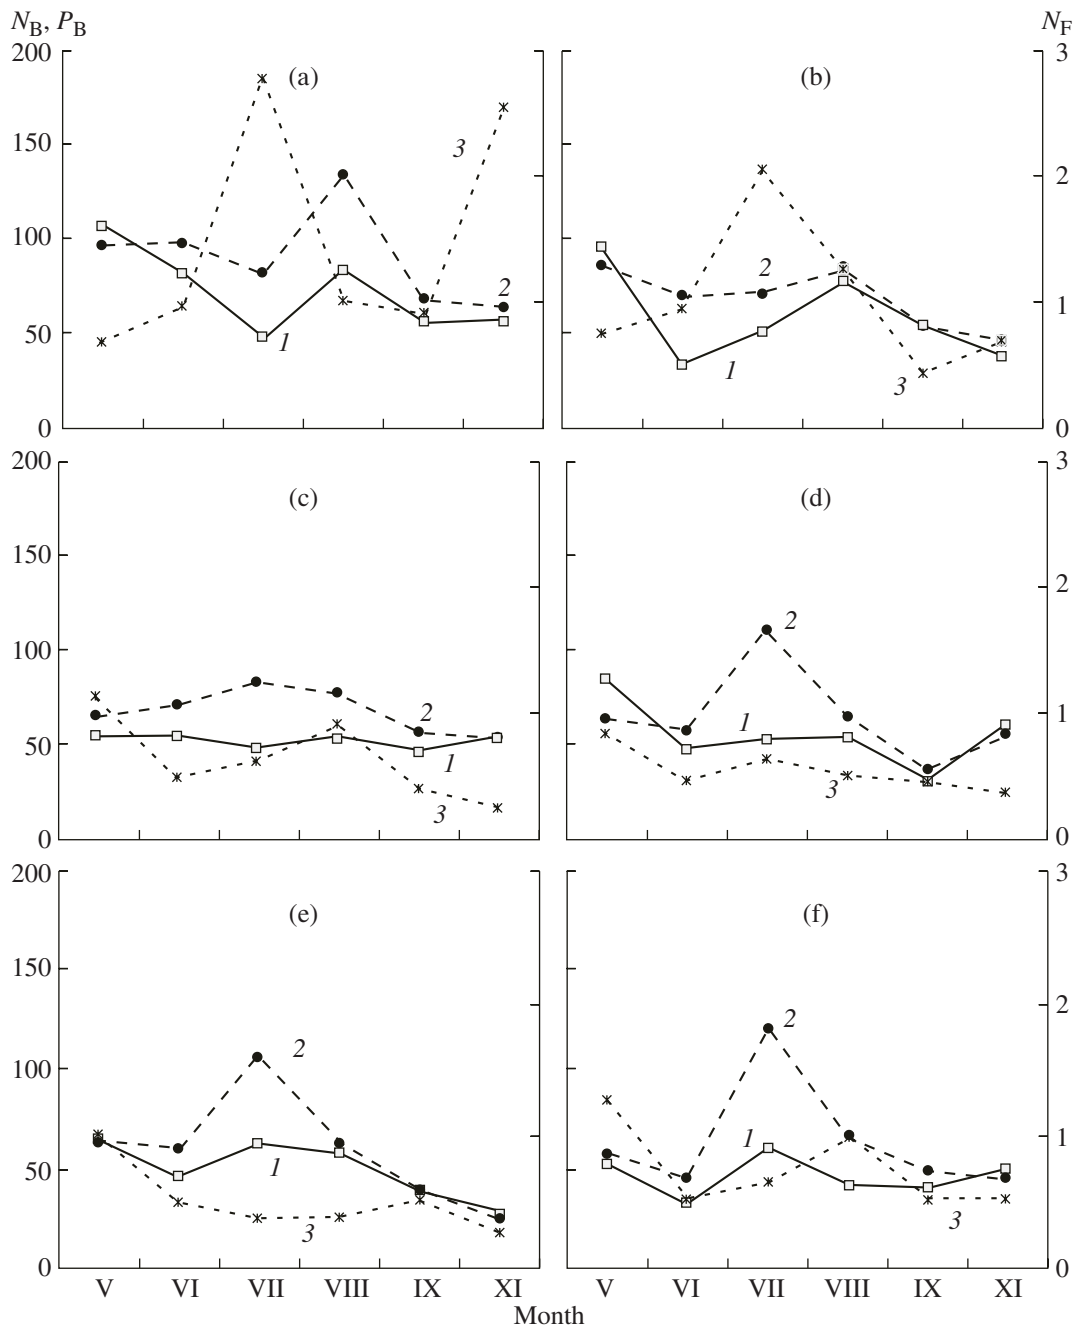 N_B, P_B N_F
200 (a) (b) 3
150 3 2
100 2 2
50 1 1 3 1
0 0
200 (c) (d) 3
150 2
100 2
50 2 1 1 1
3 3
0 0
200 (e) (f) 3
150 2 2
100 2
50 1 1 1
3 3
0 0
V VI VII VIII IX XI V VI VII VIII IX XI
Month